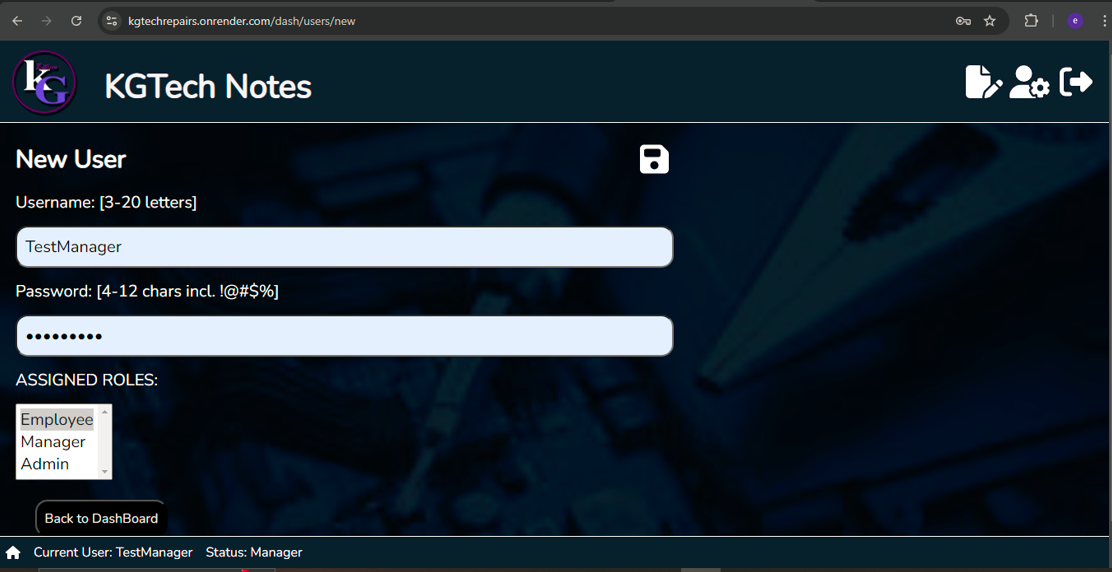 kgtechrepairs.onrender.com/dash/users/new
e
KG
KGTech Notes
New User
Username: [3-20 letters]
TestManager
Password: [4-12 chars incl. !@#$%]
•••••••••
ASSIGNED ROLES:
Employee
Manager
Admin
Back to DashBoard
Current User: TestManager Status: Manager